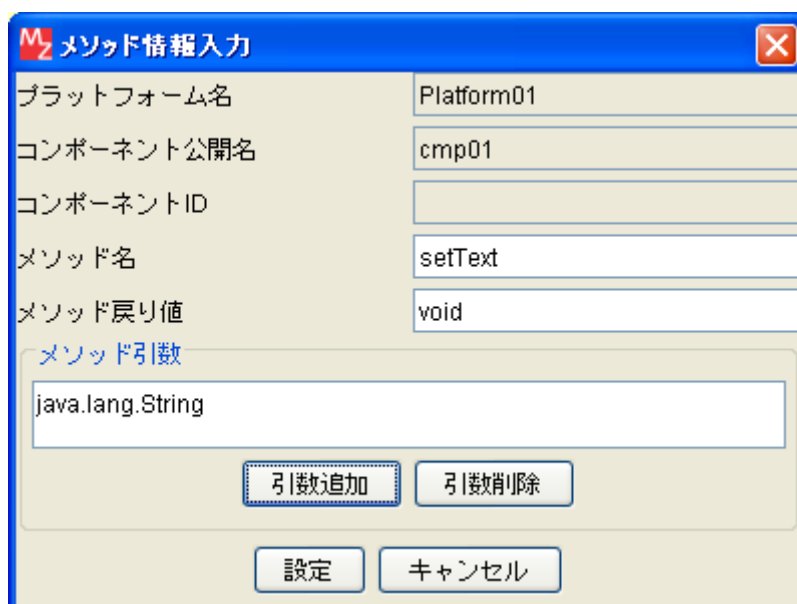 MZ メソッド情報入力
プラットフォーム名 Platform01
コンポーネント公開名 cmp01
コンポーネントID
メソッド名 setText
メソッド戻り値 void
メソッド引数
java.lang.String
引数追加 引数削除
設定 キャンセル